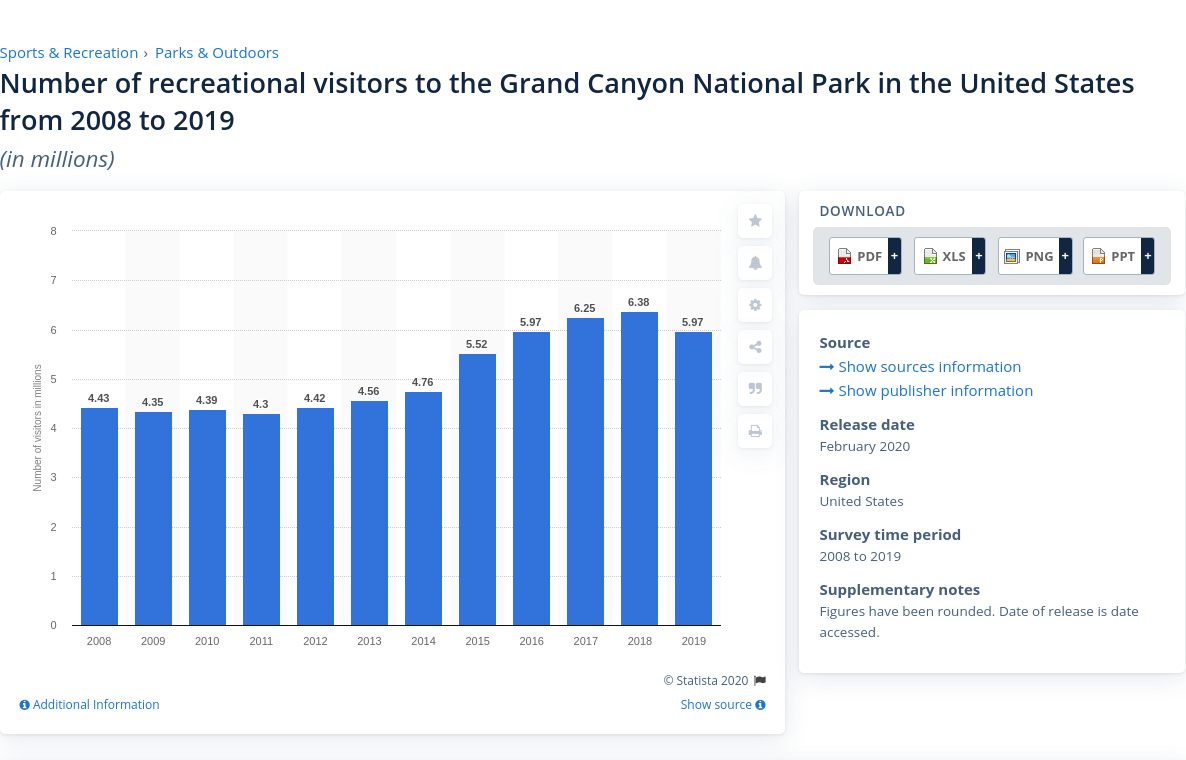 Sports & Recreation › Parks & Outdoors
Number of recreational visitors to the Grand Canyon National Park in the United States
from 2008 to 2019
(in millions)
8
7
6
5
4
3
2
1
0
Number of visitors in millions
4.43
4.35
4.39
4.3
4.42
4.56
4.76
5.52
5.97
6.25
6.38
5.97
2008 2009 2010 2011 2012 2013 2014 2015 2016 2017 2018 2019
© Statista 2020
Additional Information
Show source
DOWNLOAD
PDF + XLS + PNG + PPT +
Source
Show sources information
Show publisher information
Release date
February 2020
Region
United States
Survey time period
2008 to 2019
Supplementary notes
Figures have been rounded. Date of release is date
accessed.